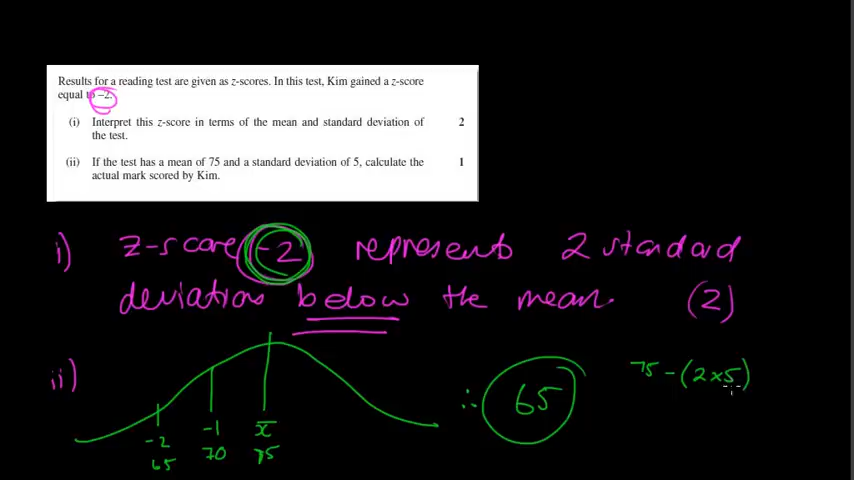 Results for a reading test are given as z-scores. In this test, Kim gained a z-score
equal to –2.
(i) Interpret this z-score in terms of the mean and standard deviation of 2
the test.
(ii) If the test has a mean of 75 and a standard deviation of 5, calculate the 1
actual mark scored by Kim.
i) z-score -2 represents 2 standard
deviations below the mean. (2)
ii)
75 - (2 × 5)
∴ 65
-2 -1 x̄
65 70 75